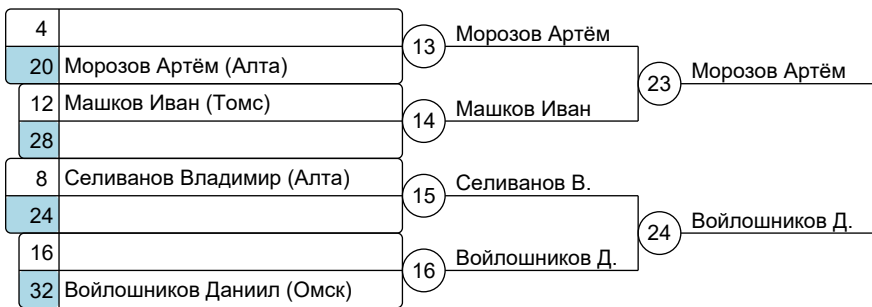 4
20 Морозов Артём (Алта)
12 Машков Иван (Томс)
28
8 Селиванов Владимир (Алта)
24
16
32 Войлошников Даниил (Омск)
13 Морозов Артём
14 Машков Иван
15 Селиванов В.
16 Войлошников Д.
23 Морозов Артём
24 Войлошников Д.